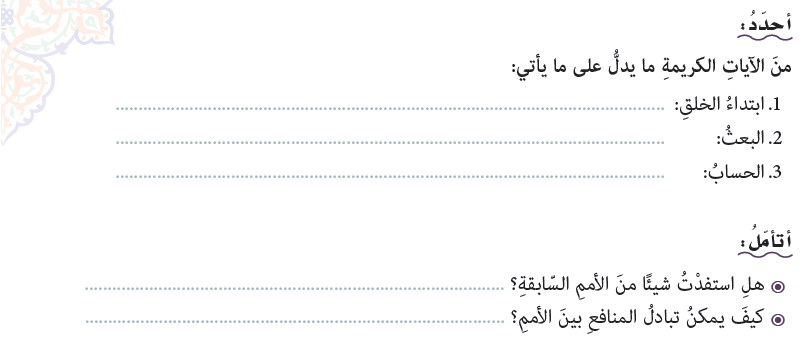 أحدّدُ:
منَ الآياتِ الكريمةِ ما يدلُّ على ما يأتي:
1. ابتداءُ الخلقِ: ........................................
2. البعثُ: ........................................
3. الحسابُ: ........................................
أتأمّلُ:
هلِ استفدْتُ شيئًا منَ الأممِ السّابقةِ؟ ........................................
كيفَ يمكنُ تبادلُ المنافعِ بينَ الأممِ؟ ........................................